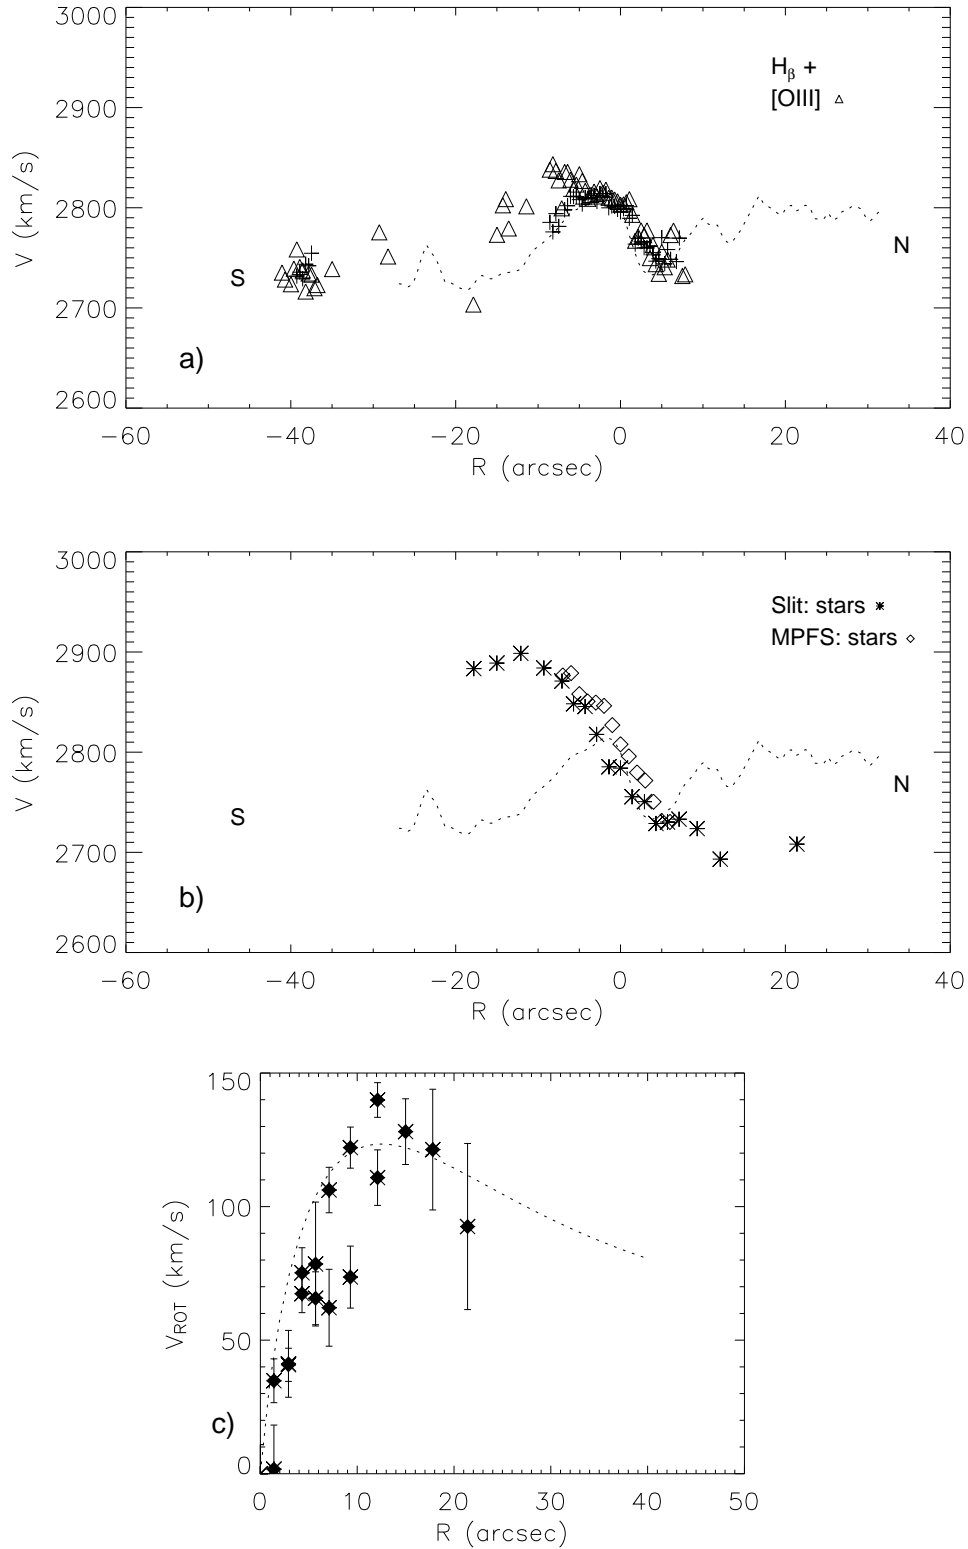 3000
2900
2800
2700
2600
V (km/s)
Hβ +
[OIII] △
S
N
a)
−60 −40 −20 0 20 40
R (arcsec)
3000
2900
2800
2700
2600
V (km/s)
Slit: stars
MPFS: stars
S
N
b)
−60 −40 −20 0 20 40
R (arcsec)
150
100
50
0
VROT (km/s)
c)
0 10 20 30 40 50
R (arcsec)